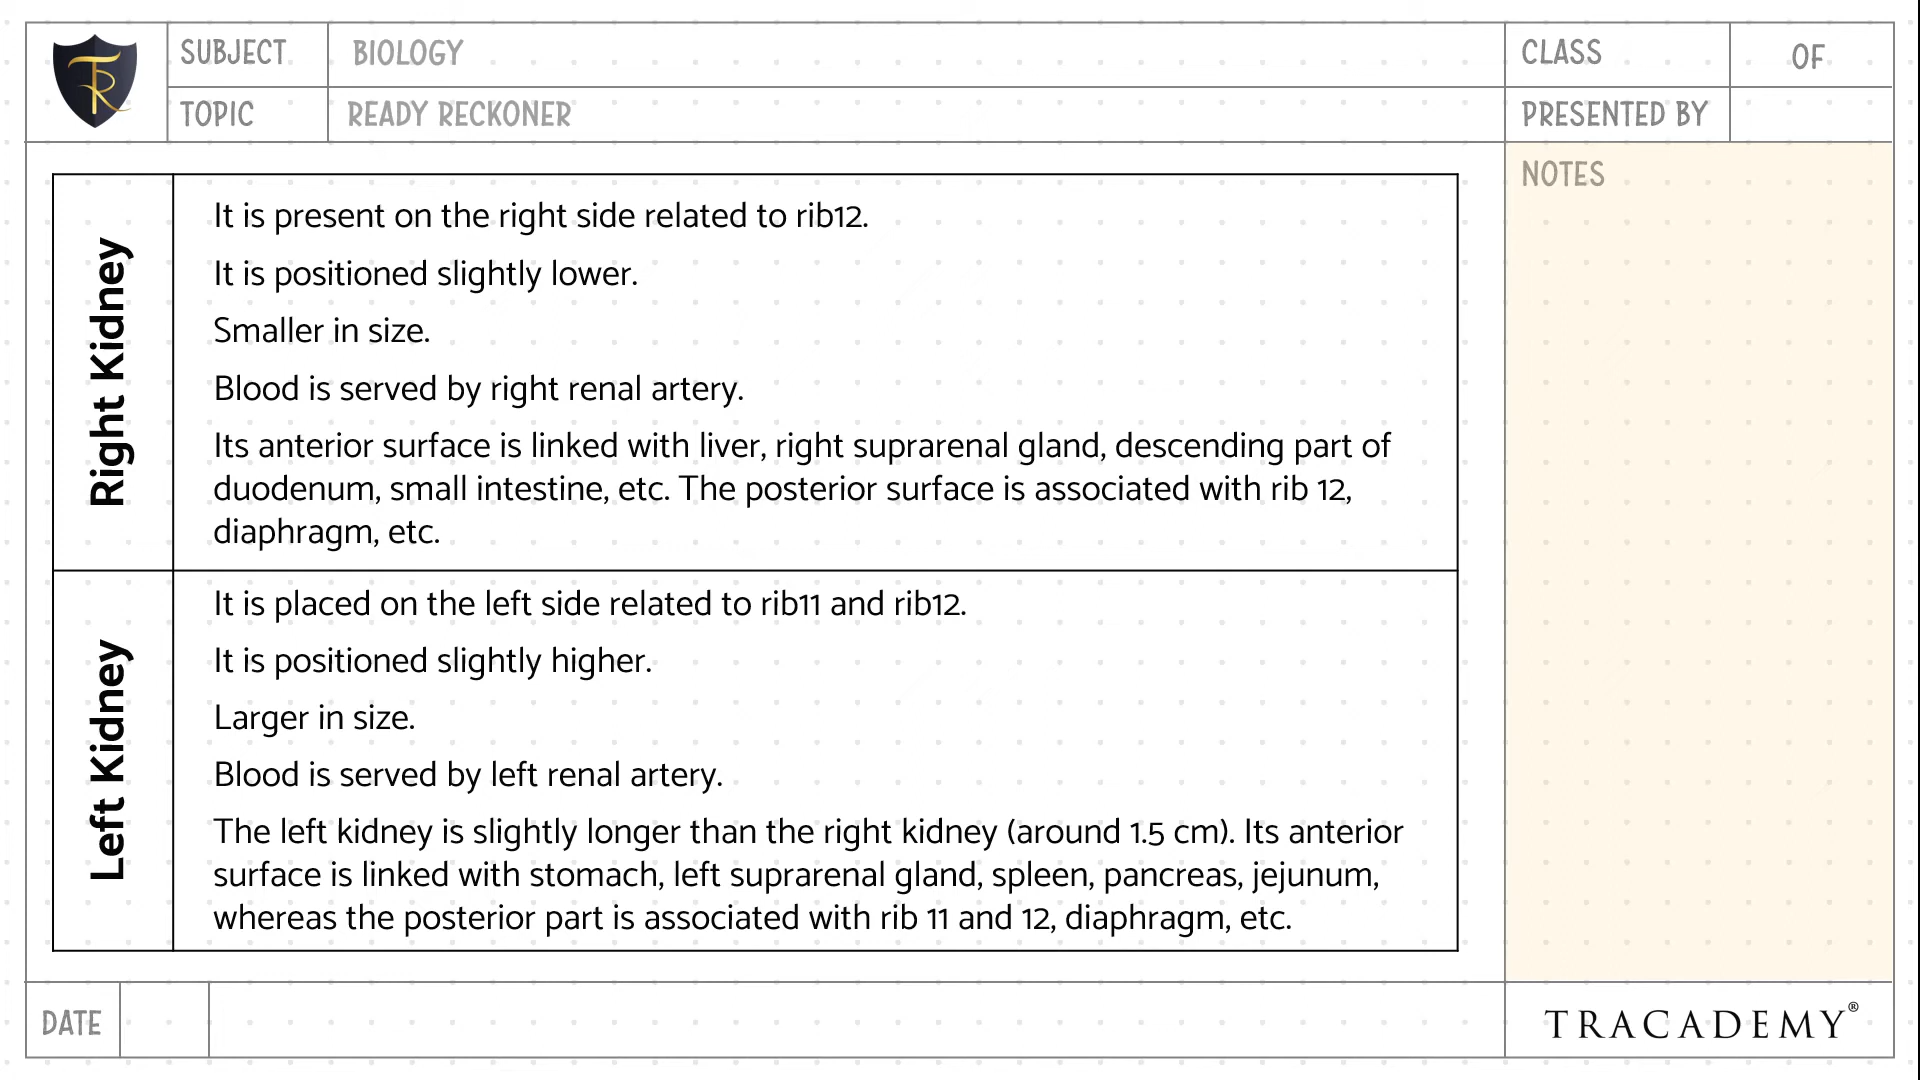 SUBJECT
BIOLOGY
CLASS
OF
TOPIC
READY RECKONER
PRESENTED BY
NOTES
Right Kidney
It is present on the right side related to rib12.
It is positioned slightly lower.
Smaller in size.
Blood is served by right renal artery.
Its anterior surface is linked with liver, right suprarenal gland, descending part of
duodenum, small intestine, etc. The posterior surface is associated with rib 12,
diaphragm, etc.
Left Kidney
It is placed on the left side related to rib11 and rib12.
It is positioned slightly higher.
Larger in size.
Blood is served by left renal artery.
The left kidney is slightly longer than the right kidney (around 1.5 cm). Its anterior
surface is linked with stomach, left suprarenal gland, spleen, pancreas, jejunum,
whereas the posterior part is associated with rib 11 and 12, diaphragm, etc.
DATE
TRACADEMY®